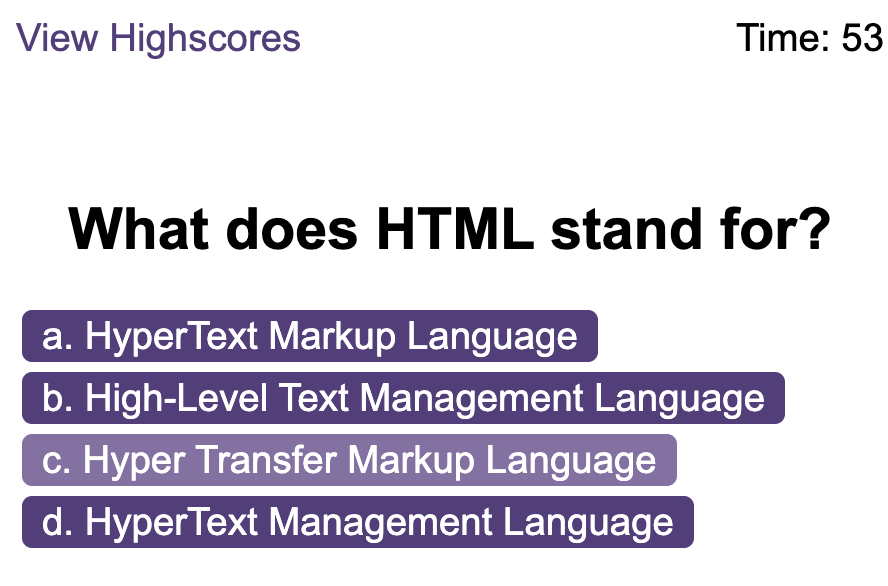 View Highscores
Time: 53
What does HTML stand for?
a. HyperText Markup Language
b. High-Level Text Management Language
c. Hyper Transfer Markup Language
d. HyperText Management Language